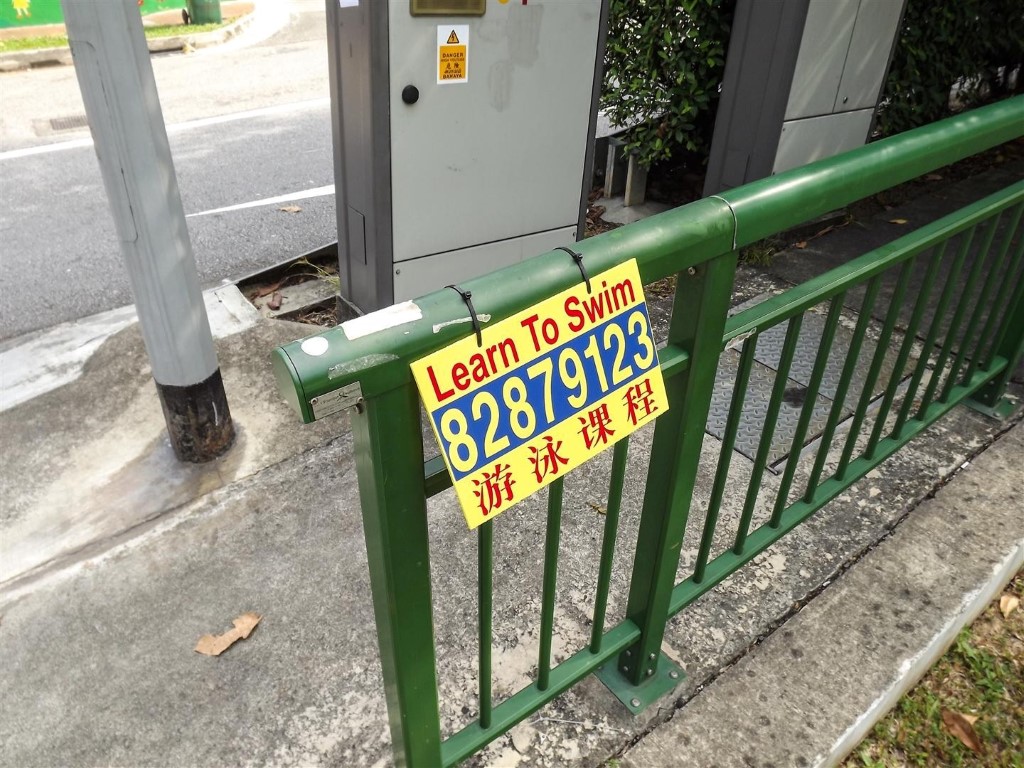 DANGER
Learn To Swim
82879123
游泳课程